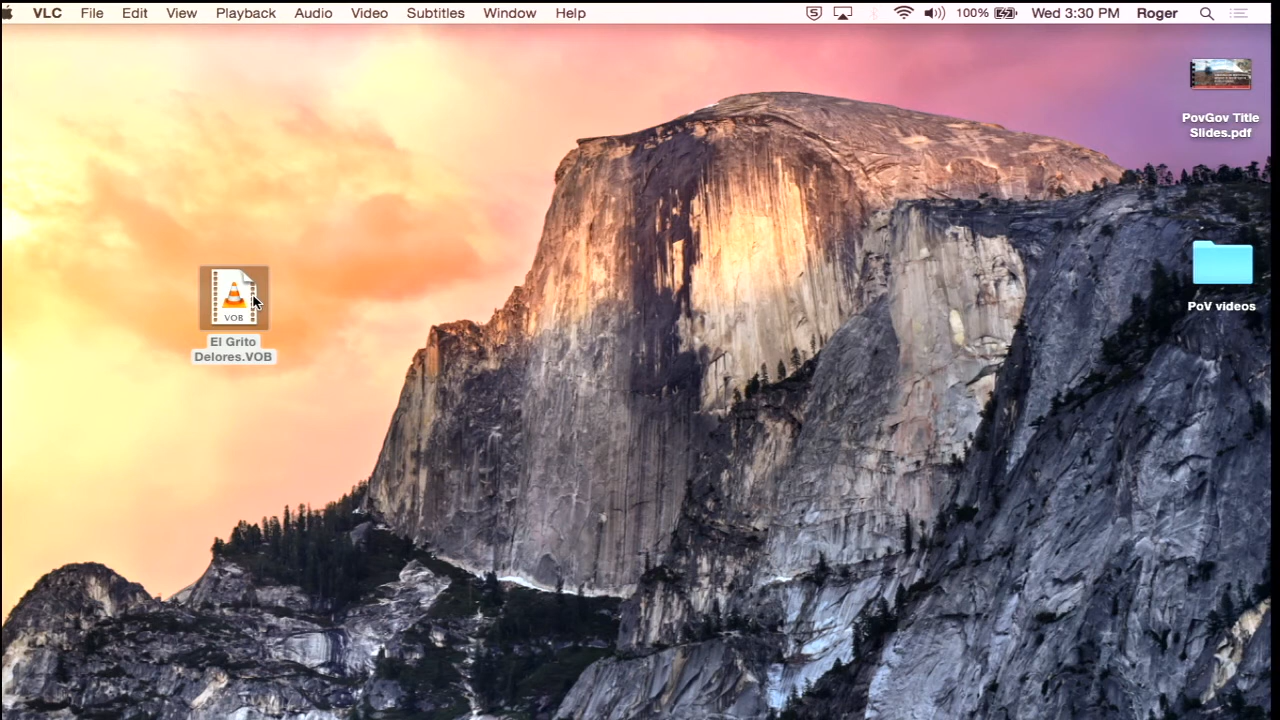 VLC File Edit View Playback Audio Video Subtitles Window Help 100% Wed 3:30 PM Roger
PovGov Title
Slides.pdf
VOB
El Grito
Delores.VOB
PoV videos